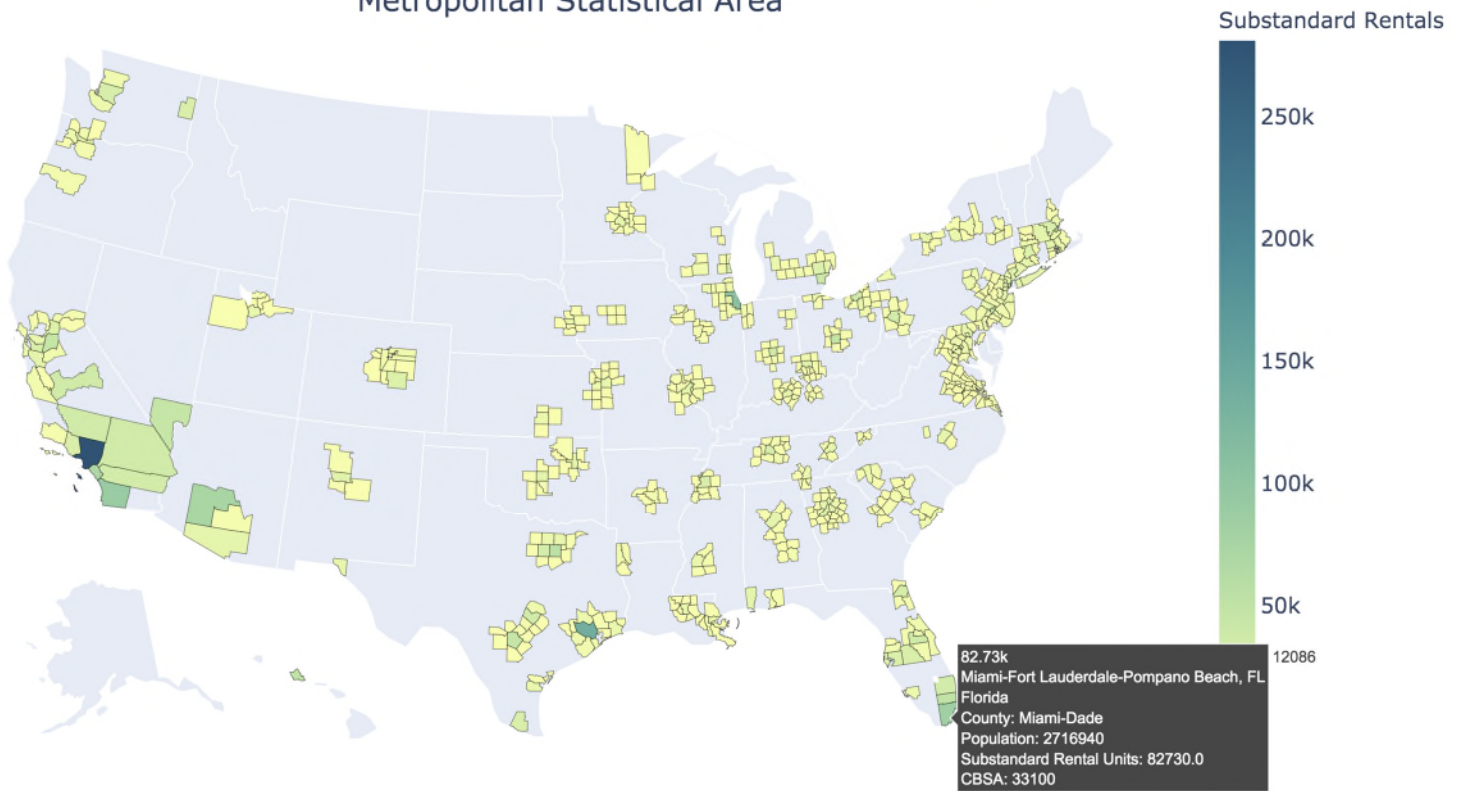 Metropolitan Statistical Area
Substandard Rentals
250k
200k
150k
100k
50k
82.73k
12086
Miami-Fort Lauderdale-Pompano Beach, FL
Florida
County: Miami-Dade
Population: 2716940
Substandard Rental Units: 82730.0
CBSA: 33100